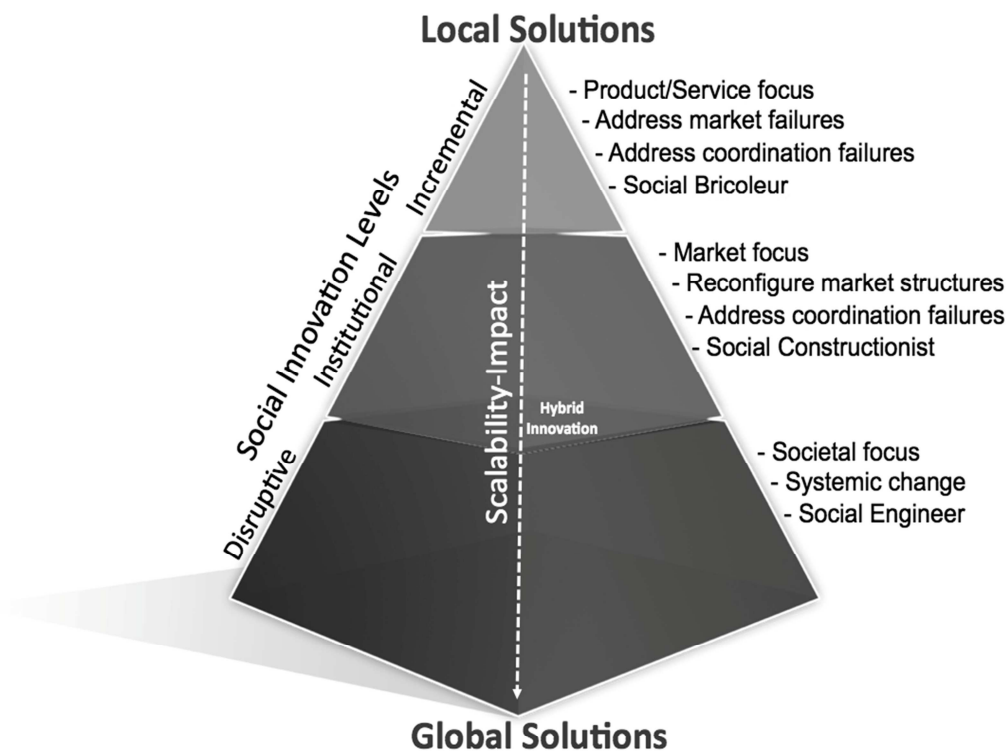 Local Solutions
Social Innovation Levels
Incremental
- Product/Service focus
- Address market failures
- Address coordination failures
- Social Bricoleur
Institutional
- Market focus
- Reconfigure market structures
- Address coordination failures
- Social Constructionist
Scalability-Impact
Hybrid
Innovation
Disruptive
- Societal focus
- Systemic change
- Social Engineer
Global Solutions